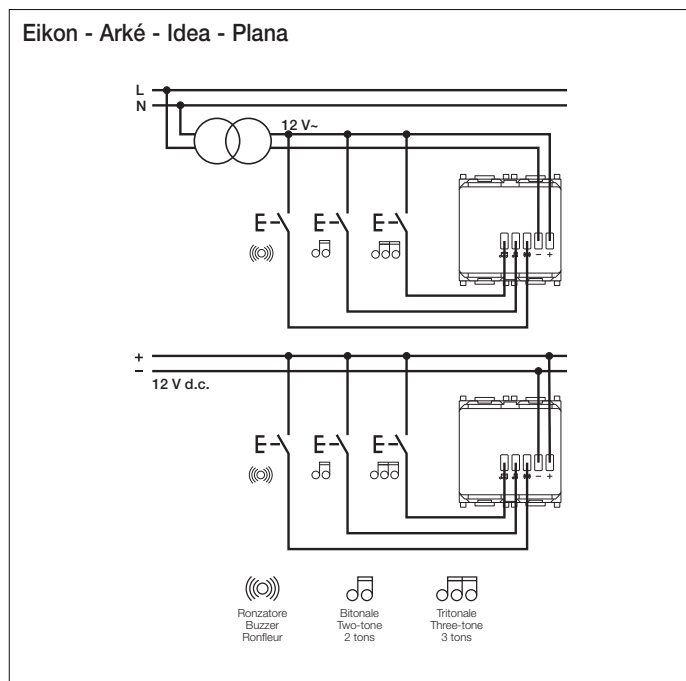 Eikon - Arké - Idea - Plana
L
N
12 V~
- +
+
-
12 V d.c.
- +
Ronzatore
Buzzer
Ronfleur
Bitonale
Two-tone
2 tons
Tritonale
Three-tone
3 tons